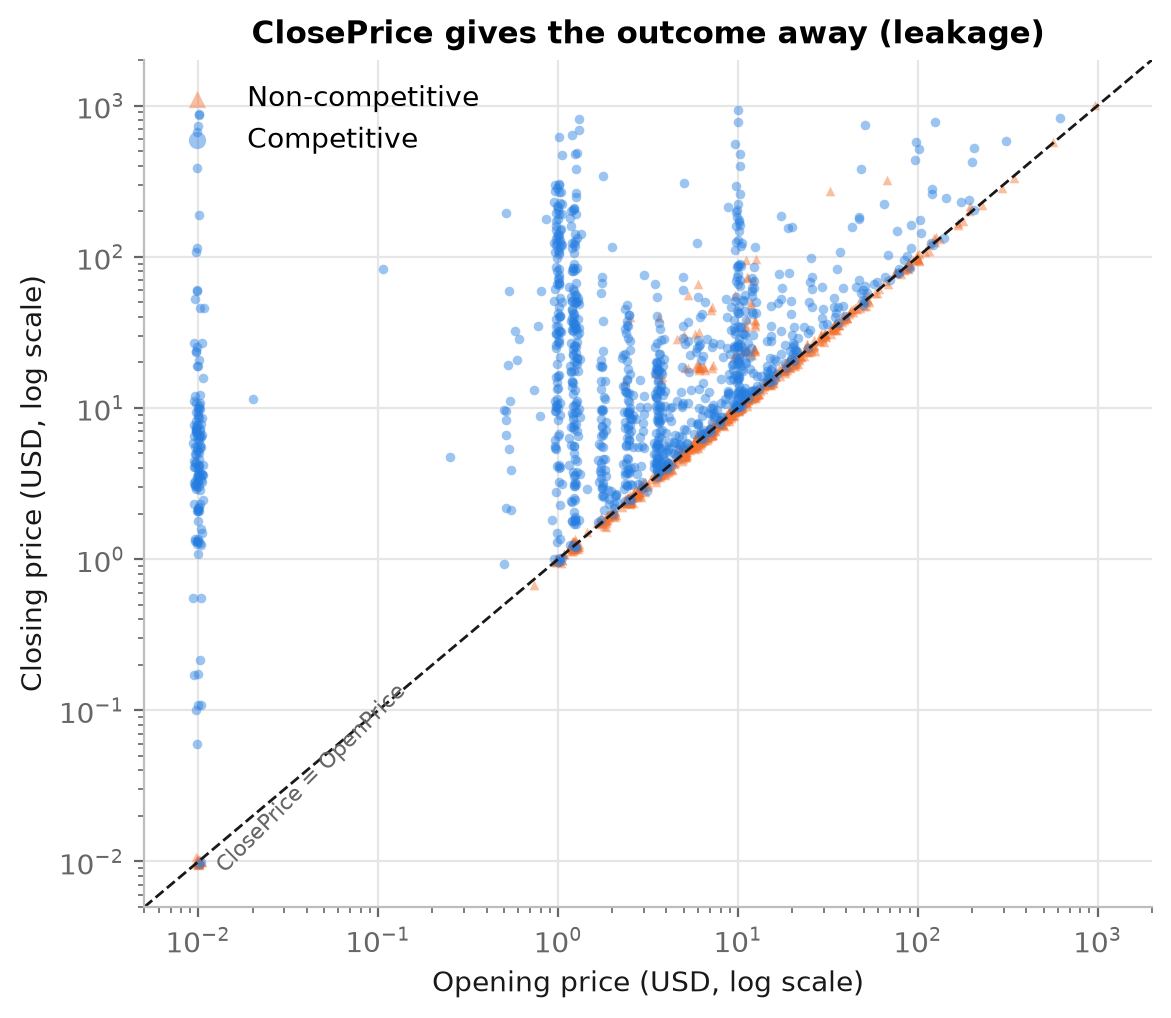 ClosePrice gives the outcome away (leakage)
Non-competitive
Competitive
Closing price (USD, log scale)
10³
10²
10¹
10⁰
10⁻¹
10⁻²
ClosePrice = OpenPrice
10⁻² 10⁻¹ 10⁰ 10¹ 10² 10³
Opening price (USD, log scale)